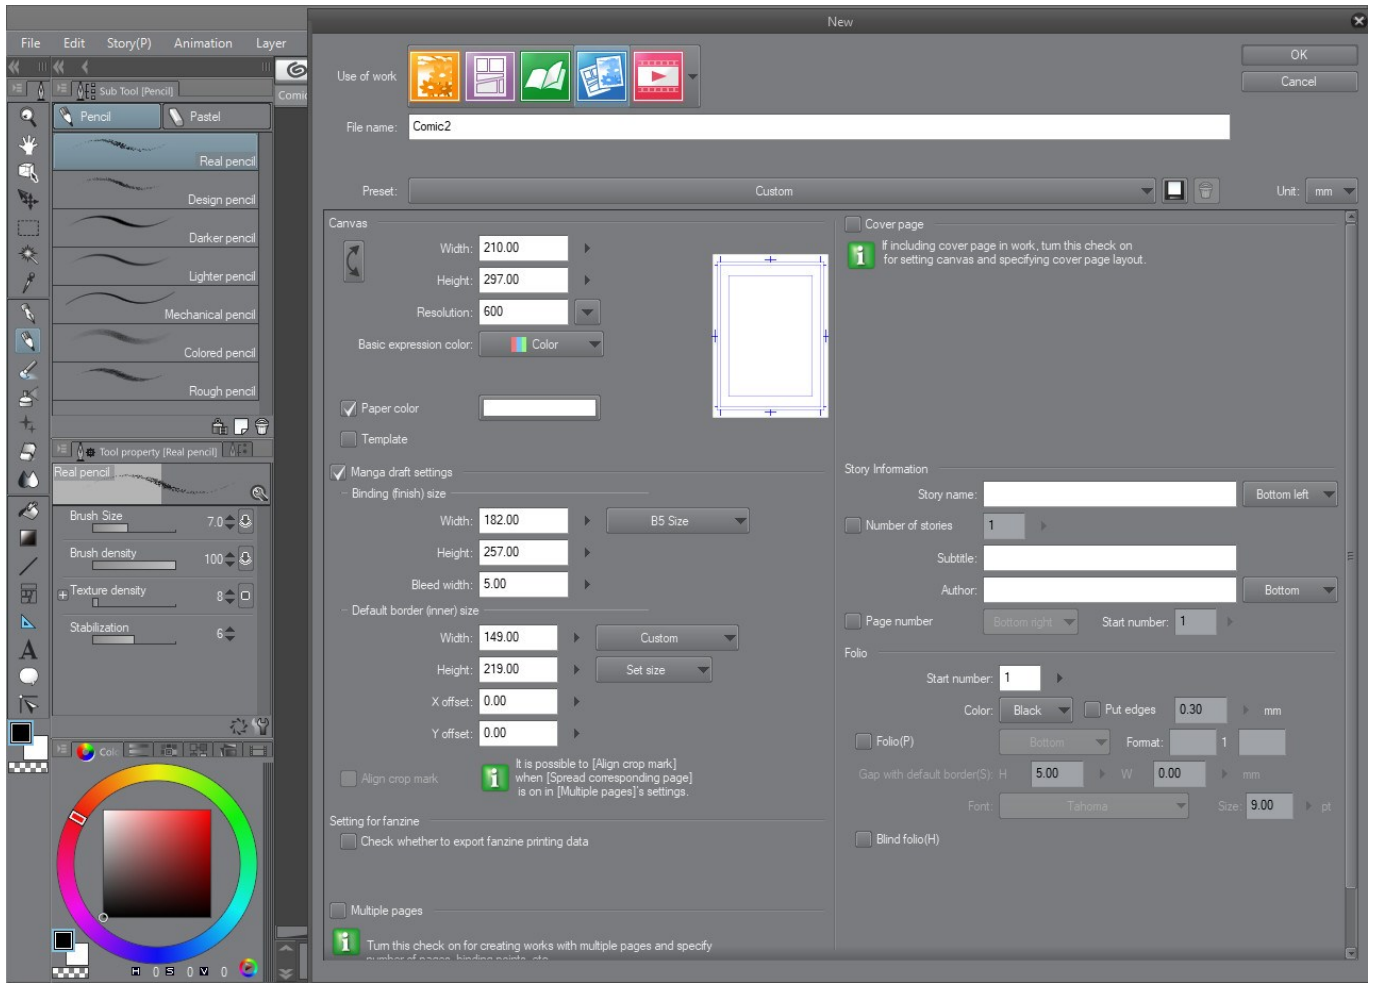 New
File Edit Story(P) Animation Layer
Sub Tool [Pencil]
Pencil Pastel
Real pencil
Design pencil
Darker pencil
Lighter pencil
Mechanical pencil
Colored pencil
Rough pencil
Tool property [Real pencil]
Real pencil
Brush Size 7.0
Brush density 100
Texture density 8
Stabilization 6
A
H 0 S 0 V 0
Use of work
OK
Cancel
File name: Comic2
Preset: Custom Unit: mm
Canvas
Width: 210.00
Height: 297.00
Resolution: 600
Basic expression color: Color
Paper color
Template
Manga draft settings
Binding (finish) size
Width: 182.00 B5 Size
Height: 257.00
Bleed width: 5.00
Default border (inner) size
Width: 149.00 Custom
Height: 219.00 Set size
X offset: 0.00
Y offset: 0.00
Align crop mark
It is possible to [Align crop mark]
when [Spread corresponding page]
is on in [Multiple pages]'s settings.
Setting for fanzine
Check whether to export fanzine printing data
Multiple pages
Turn this check on for creating works with multiple pages and specify
number of pages, binding points, etc.
Cover page
If including cover page in work, turn this check on
for setting canvas and specifying cover page layout.
Story Information
Story name: Bottom left
Number of stories 1
Subtitle:
Author: Bottom
Page number Bottom right Start number: 1
Folio
Start number: 1
Color: Black Put edges 0.30 mm
Folio(P) Bottom Format: 1
Gap with default border(S): H 5.00 W 0.00 mm
Font: Tahoma Size: 9.00 pt
Blind folio(H)